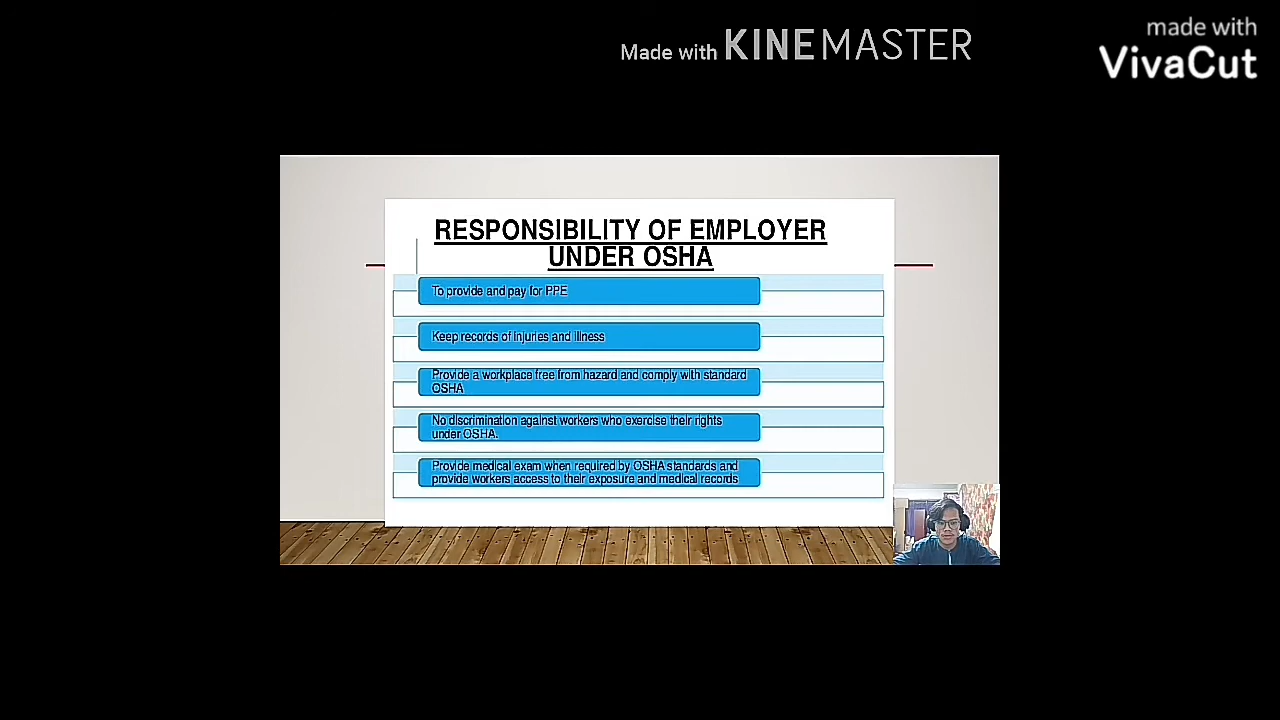 Made with KINEMASTER
made with
VivaCut
RESPONSIBILITY OF EMPLOYER
UNDER OSHA
To provide and pay for PPE
Keep records of injuries and illness
Provide a workplace free from hazard and comply with standard
OSHA
No discrimination against workers who exercise their rights
under OSHA.
Provide medical exam when required by OSHA standards and
provide workers access to their exposure and medical records